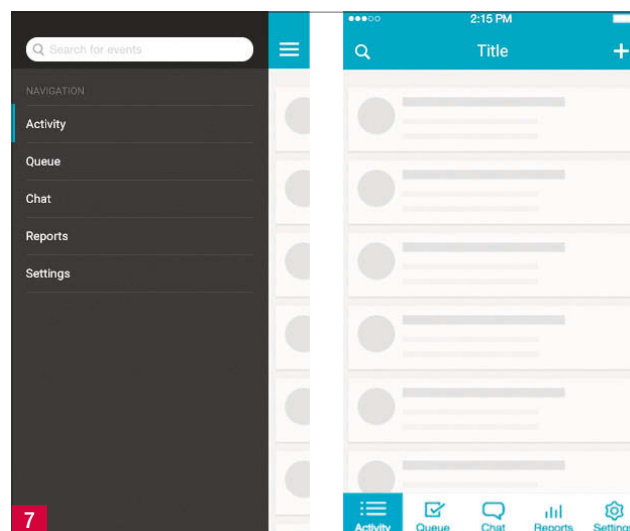 Search for events
NAVIGATION
Activity
Queue
Chat
Reports
Settings
7
2:15 PM
Title
Activity
Queue
Chat
Reports
Settings